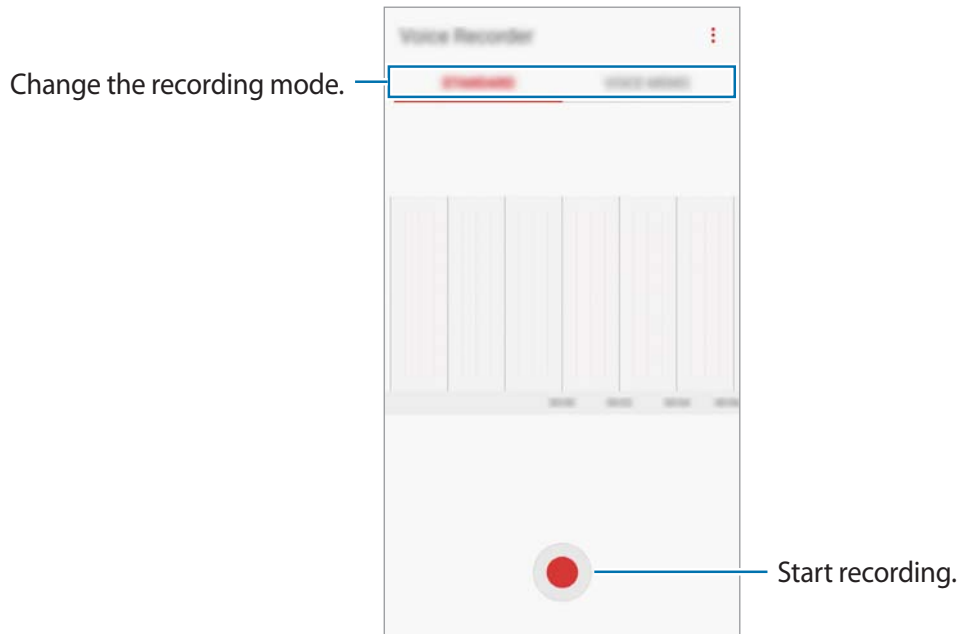 Voice Recorder
Change the recording mode.
STANDARD
VOICE MEMO
Start recording.